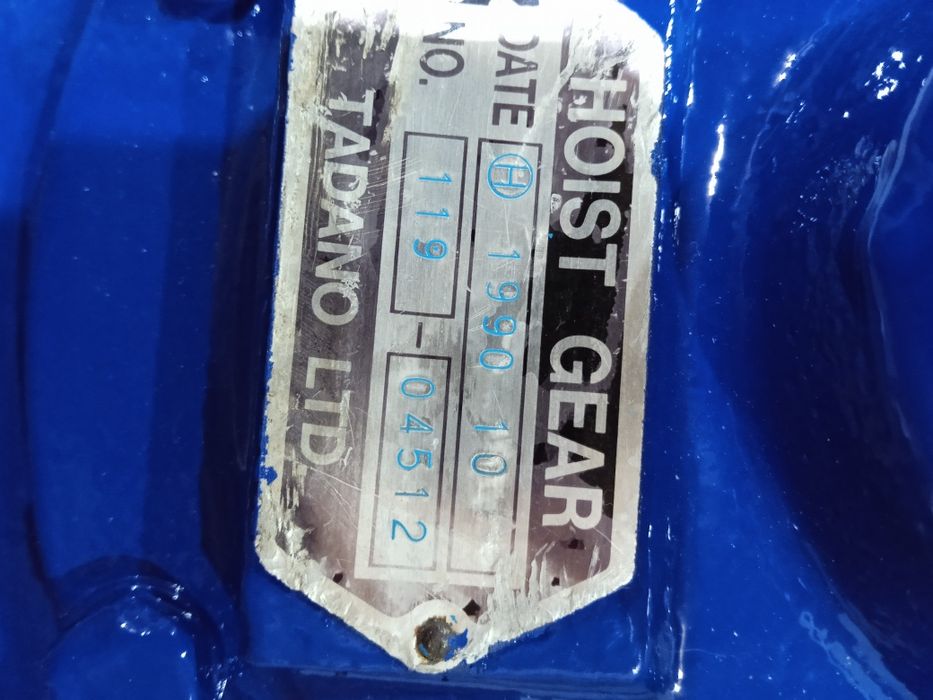 HOIST GEAR
DATE Ⓗ 1990 10
NO. 119-04512
TADANO LTD.